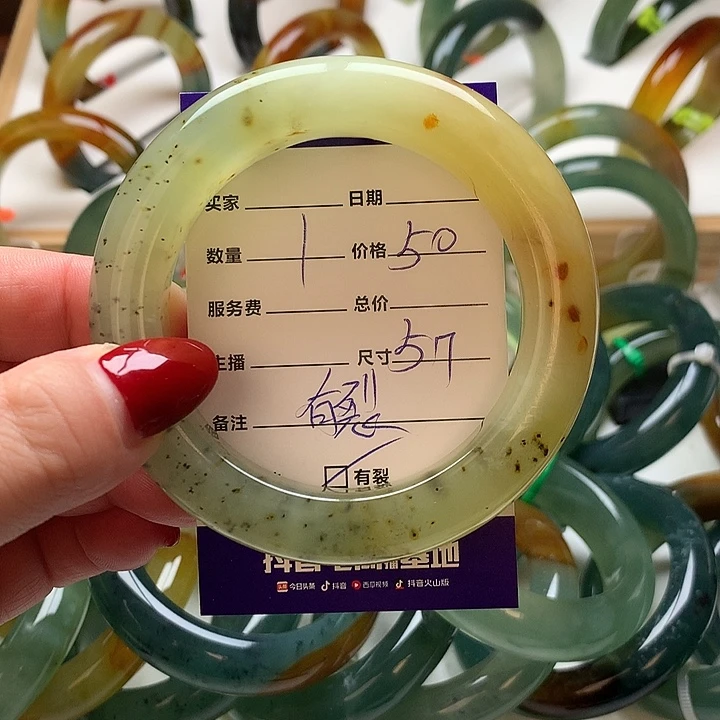 买家 日期
数量 1 价格 50
服务费 总价
主播 尺寸 57
备注 有裂
☑ 有裂
抖音 基地
今日头条 抖音 西瓜视频 抖音火山版